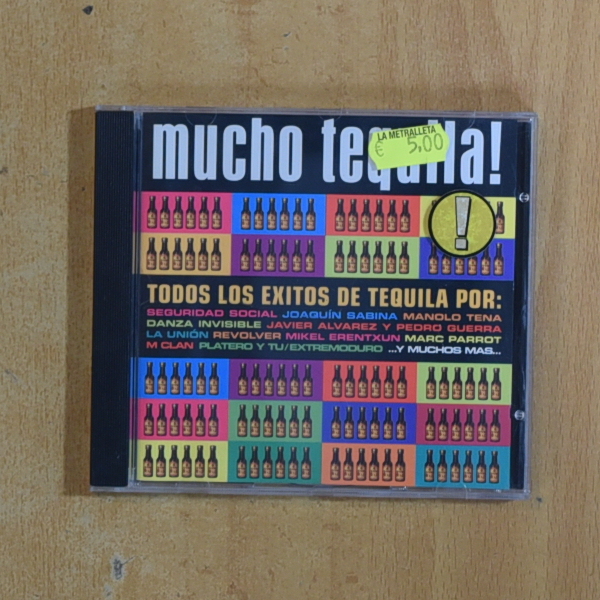 mucho tequila!
LA METRALLETA
€ 5,00
!
TODOS LOS EXITOS DE TEQUILA POR:
SEGURIDAD SOCIAL JOAQUÍN SABINA MANOLO TENA
DANZA INVISIBLE JAVIER ALVAREZ Y PEDRO GUERRA
LA UNIÓN REVOLVER MIKEL ERENTXUN MARC PARROT
M CLAN PLATERO Y TU/EXTREMODURO ...Y MUCHOS MAS...